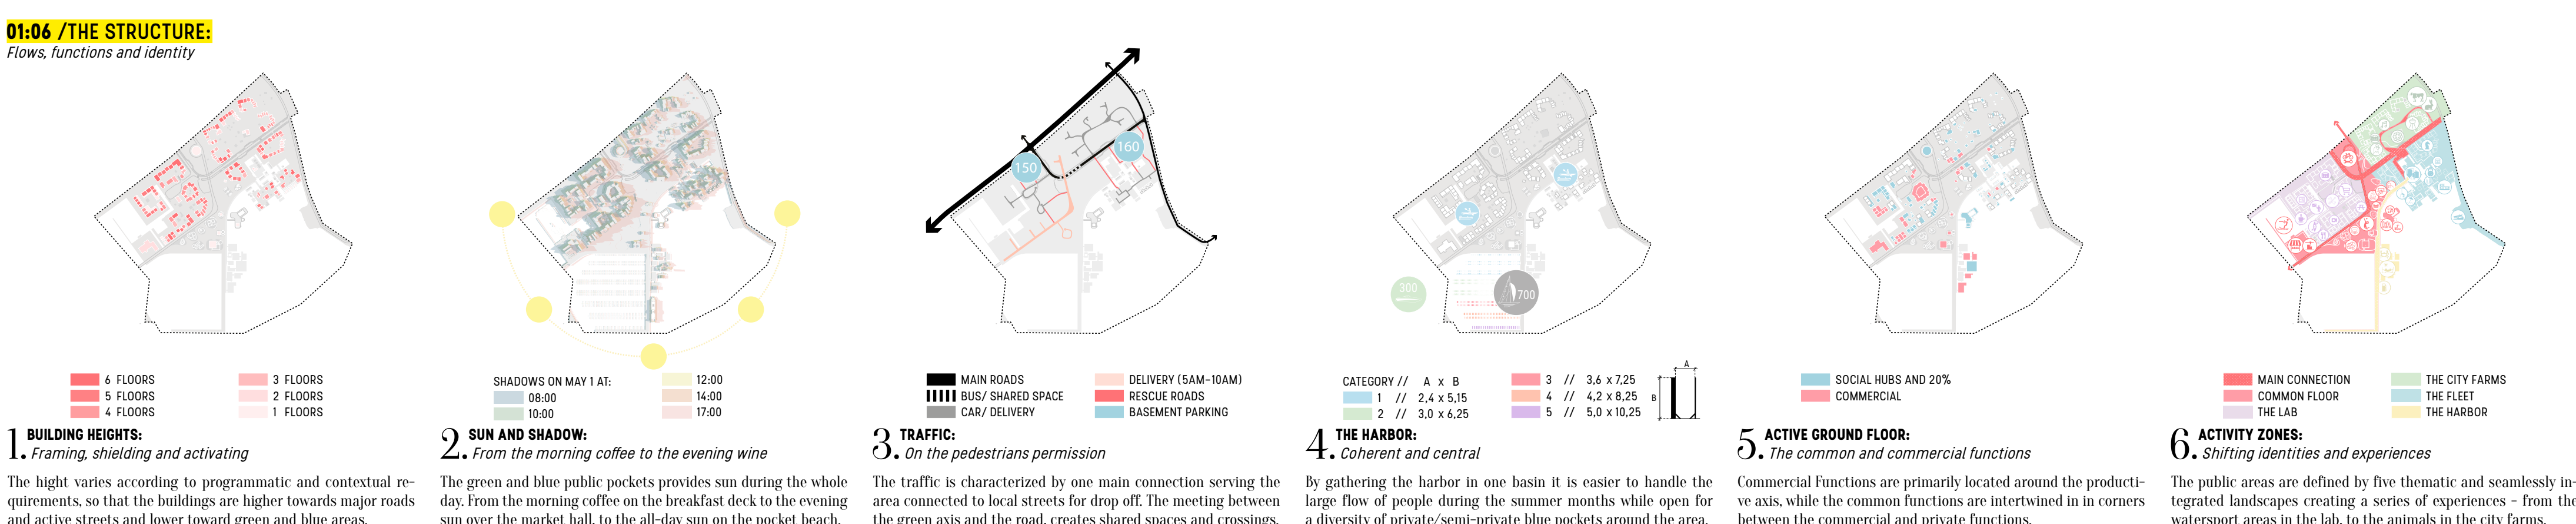 01:06 /THE STRUCTURE:
Flows, functions and identity
6 FLOORS
5 FLOORS
4 FLOORS
3 FLOORS
2 FLOORS
1 FLOORS
1. BUILDING HEIGHTS:
Framing, shielding and activating
The hight varies according to programmatic and contextual re-
quirements, so that the buildings are higher towards major roads
and active streets and lower toward green and blue areas.
SHADOWS ON MAY 1 AT:
08:00
10:00
12:00
14:00
17:00
2. SUN AND SHADOW:
From the morning coffee to the evening wine
The green and blue public pockets provides sun during the whole
day. From the morning coffee on the breakfast deck to the evening
sun over the market hall, to the all-day sun on the pocket beach.
150
160
MAIN ROADS
BUS/ SHARED SPACE
CAR/ DELIVERY
DELIVERY (5AM-10AM)
RESCUE ROADS
BASEMENT PARKING
3. TRAFFIC:
On the pedestrians permission
The traffic is characterized by one main connection serving the
area connected to local streets for drop off. The meeting between
the green axis and the road, creates shared spaces and crossings.
300
700
CATEGORY // A x B
1 // 2,4 x 5,15
2 // 3,0 x 6,25
3 // 3,6 x 7,25
4 // 4,2 x 8,25
5 // 5,0 x 10,25
A
B
4. THE HARBOR:
Coherent and central
By gathering the harbor in one basin it is easier to handle the
large flow of people during the summer months while open for
a diversity of private/semi-private blue pockets around the area.
SOCIAL HUBS AND 20%
COMMERCIAL
5. ACTIVE GROUND FLOOR:
The common and commercial functions
Commercial Functions are primarily located around the producti-
ve axis, while the common functions are intertwined in in corners
between the commercial and private functions.
MAIN CONNECTION
COMMON FLOOR
THE LAB
THE CITY FARMS
THE FLEET
THE HARBOR
6. ACTIVITY ZONES:
Shifting identities and experiences
The public areas are defined by five thematic and seamlessly in-
tegrated landscapes creating a series of experiences - from the
watersport areas in the lab, to the animals in the city farms.